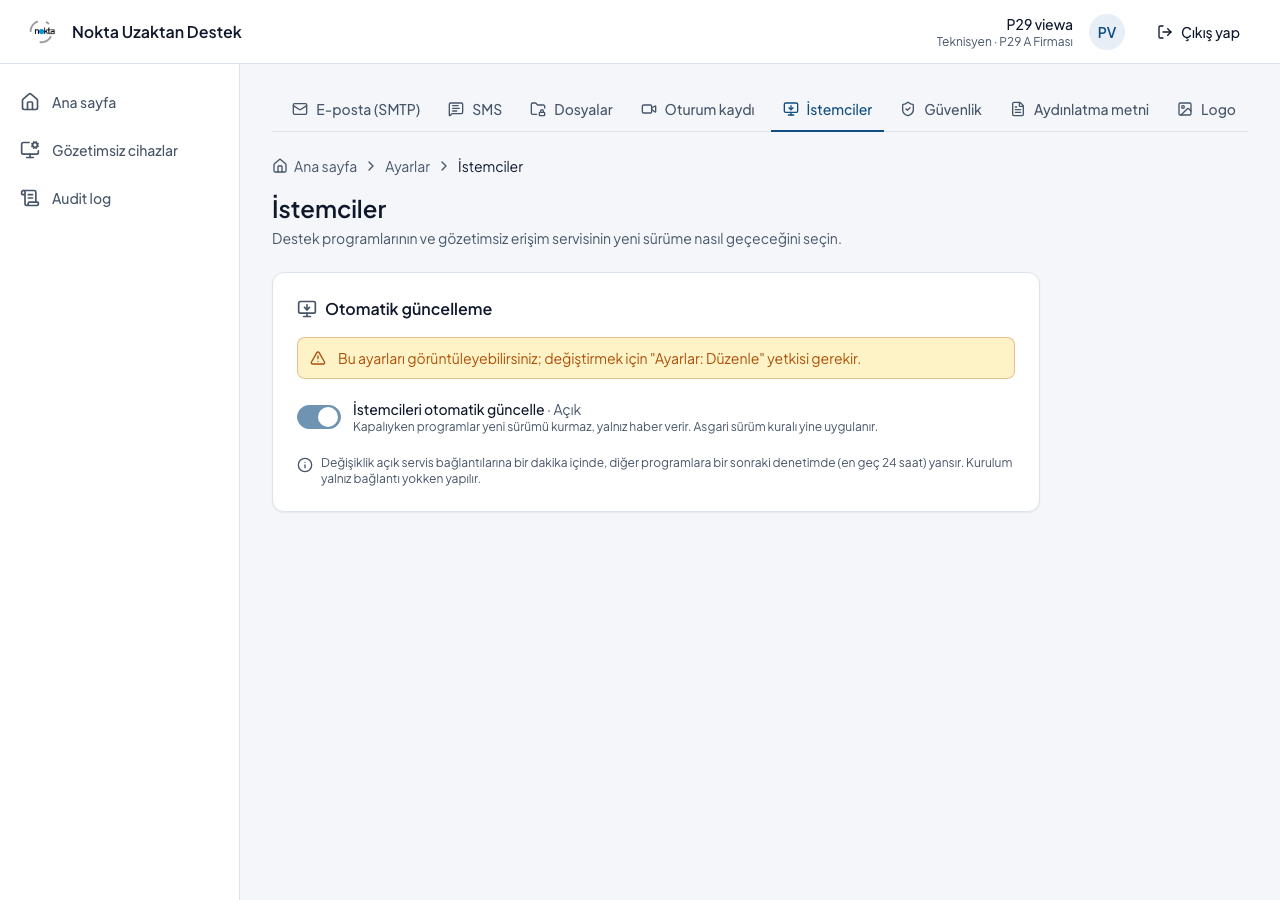 nokta
Nokta Uzaktan Destek
P29 viewa
Teknisyen · P29 A Firması
PV
Çıkış yap
Ana sayfa
Gözetimsiz cihazlar
Audit log
E-posta (SMTP)
SMS
Dosyalar
Oturum kaydı
İstemciler
Güvenlik
Aydınlatma metni
Logo
Ana sayfa > Ayarlar > İstemciler
İstemciler
Destek programlarının ve gözetimsiz erişim servisinin yeni sürüme nasıl geçeceğini seçin.
Otomatik güncelleme
Bu ayarları görüntüleyebilirsiniz; değiştirmek için "Ayarlar: Düzenle" yetkisi gerekir.
İstemcileri otomatik güncelle · Açık
Kapalıyken programlar yeni sürümü kurmaz, yalnız haber verir. Asgari sürüm kuralı yine uygulanır.
Değişiklik açık servis bağlantılarına bir dakika içinde, diğer programlara bir sonraki denetimde (en geç 24 saat) yansır. Kurulum
yalnız bağlantı yokken yapılır.